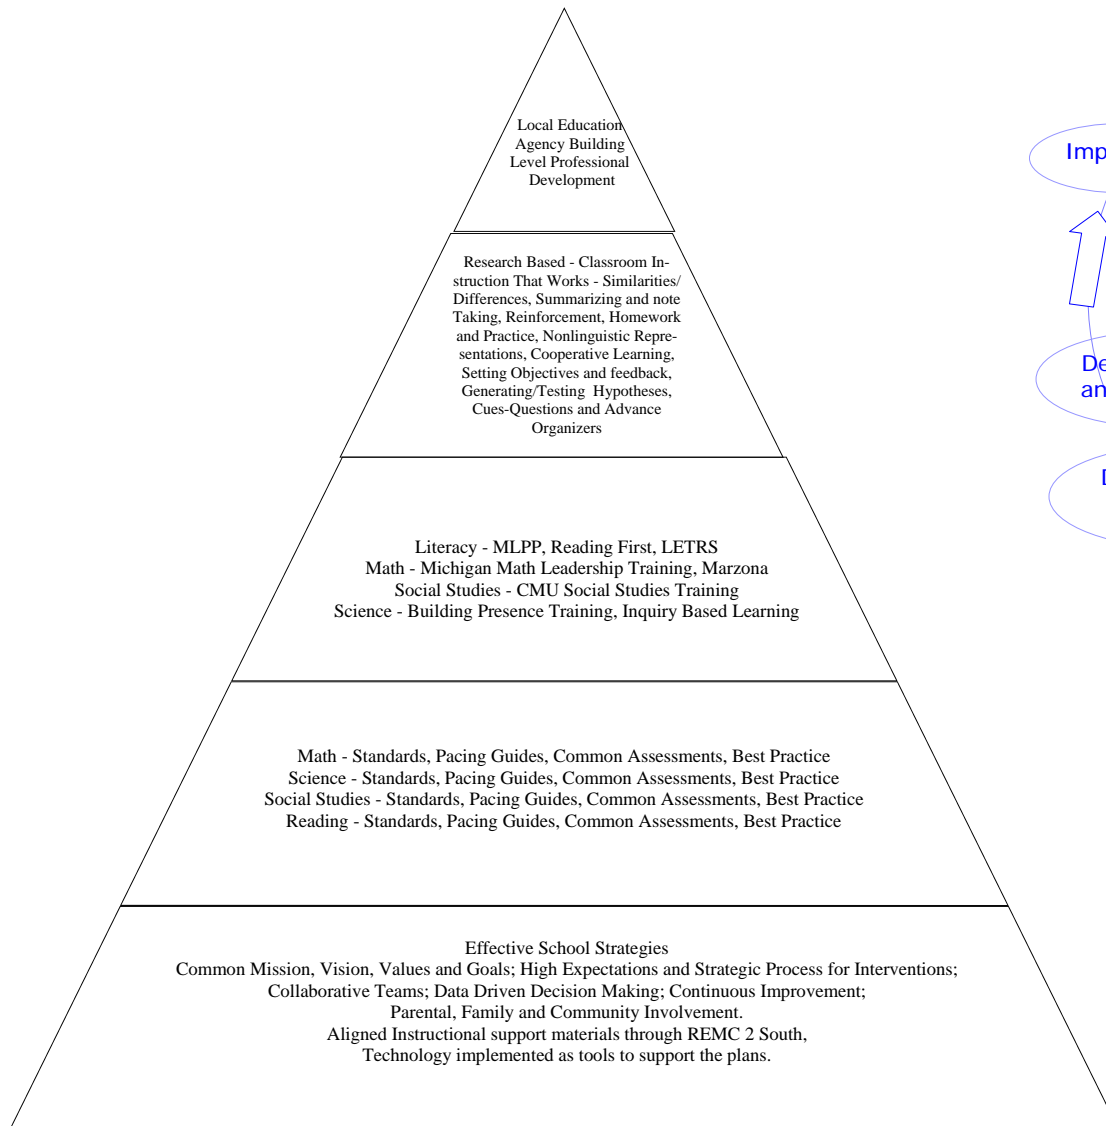 Local Education
Agency Building
Level Professional
Development
Research Based - Classroom In-
struction That Works - Similarities/
Differences, Summarizing and note
Taking, Reinforcement, Homework
and Practice, Nonlinguistic Repre-
sentations, Cooperative Learning,
Setting Objectives and feedback,
Generating/Testing Hypotheses,
Cues-Questions and Advance
Organizers
Literacy - MLPP, Reading First, LETRS
Math - Michigan Math Leadership Training, Marzona
Social Studies - CMU Social Studies Training
Science - Building Presence Training, Inquiry Based Learning
Math - Standards, Pacing Guides, Common Assessments, Best Practice
Science - Standards, Pacing Guides, Common Assessments, Best Practice
Social Studies - Standards, Pacing Guides, Common Assessments, Best Practice
Reading - Standards, Pacing Guides, Common Assessments, Best Practice
Effective School Strategies
Common Mission, Vision, Values and Goals; High Expectations and Strategic Process for Interventions;
Collaborative Teams; Data Driven Decision Making; Continuous Improvement;
Parental, Family and Community Involvement.
Aligned Instructional support materials through REMC 2 South,
Technology implemented as tools to support the plans.